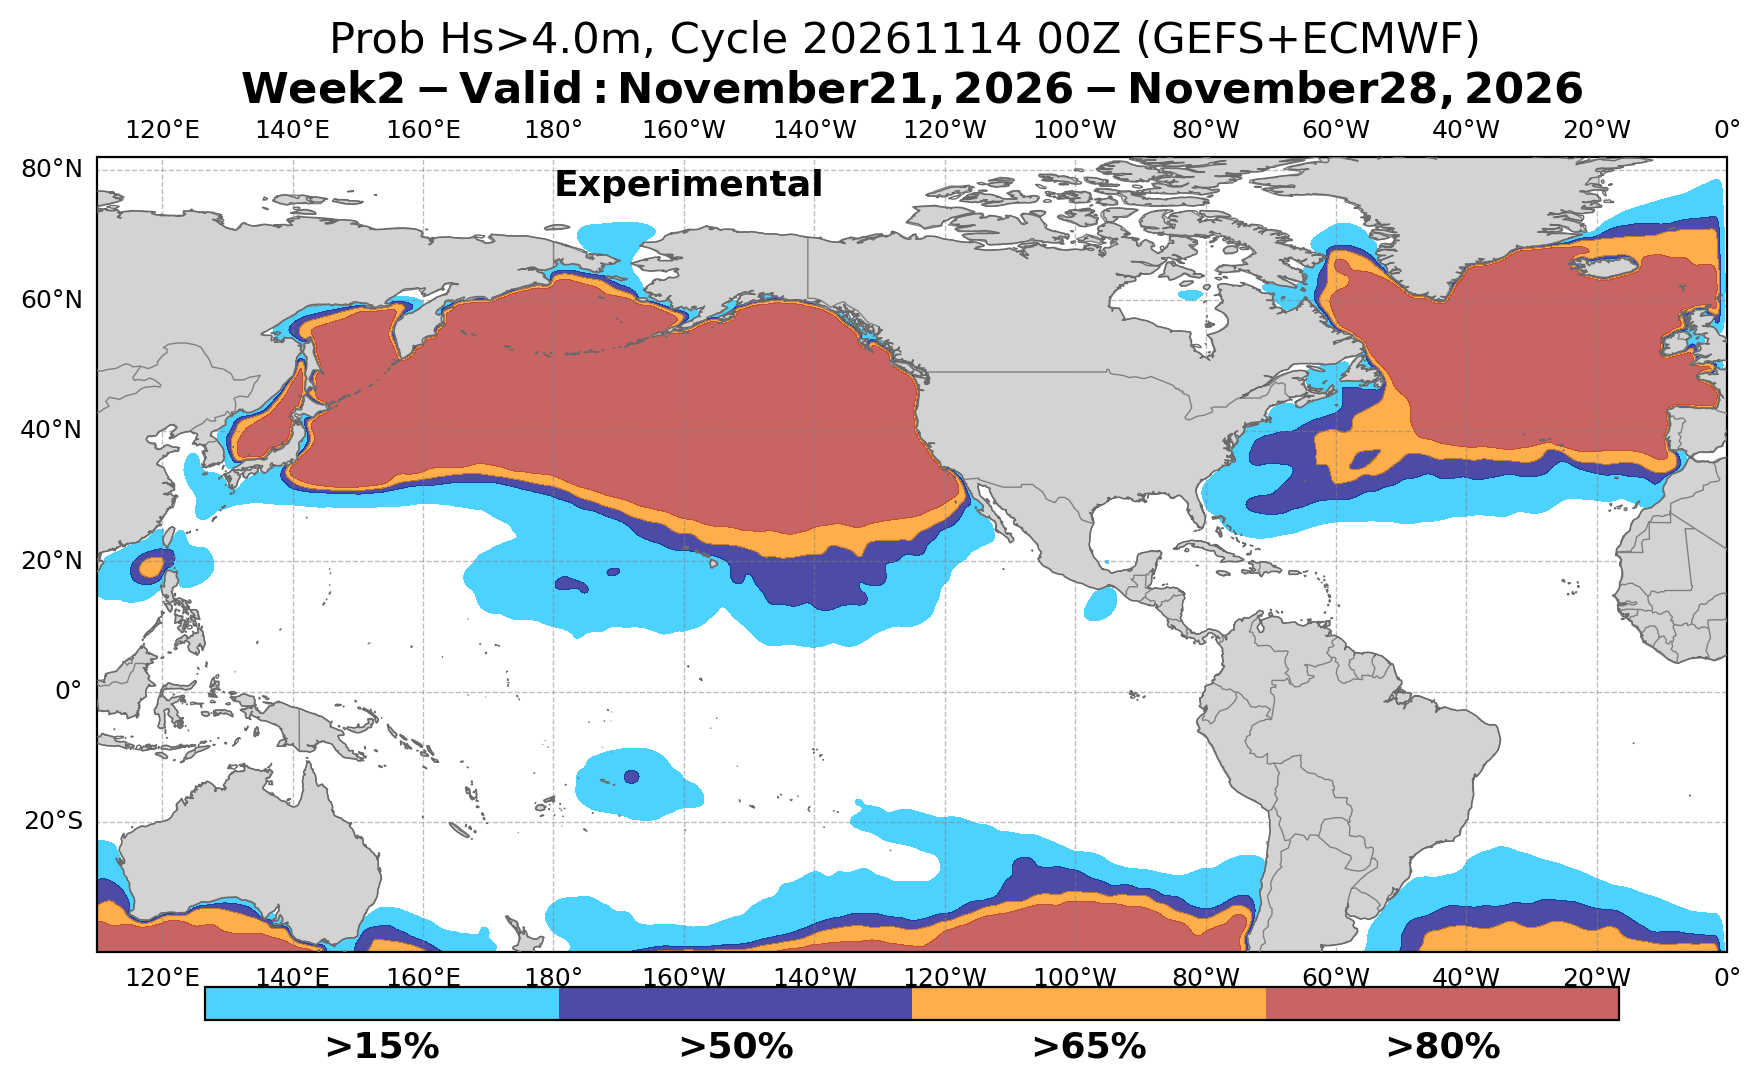 Prob Hs>4.0m, Cycle 20261114 00Z (GEFS+ECMWF)
Week2 − Valid : November21, 2026 − November28, 2026
120°E 140°E 160°E 180° 160°W 140°W 120°W 100°W 80°W 60°W 40°W 20°W 0°
80°N
Experimental
60°N
40°N
20°N
0°
20°S
120°E 140°E 160°E 180° 160°W 140°W 120°W 100°W 80°W 60°W 40°W 20°W 0°
>15% >50% >65% >80%